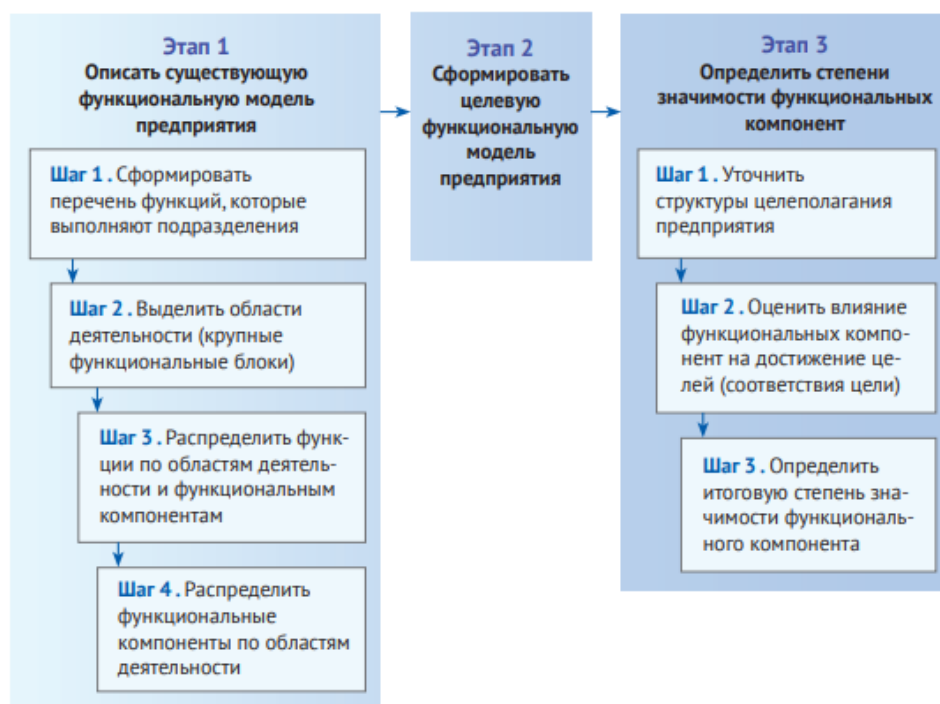 Этап 1
Описать существующую
функциональную модель
предприятия
Шаг 1. Сформировать
перечень функций, которые
выполняют подразделения
Шаг 2. Выделить области
деятельности (крупные
функциональные блоки)
Шаг 3. Распределить функ-
ции по областям деятель-
ности и функциональным
компонентам
Шаг 4. Распределить
функциональные
компоненты по областям
деятельности
Этап 2
Сформировать
целевую
функциональную
модель
предприятия
Этап 3
Определить степени
значимости функциональных
компонент
Шаг 1. Уточнить
структуры целеполагания
предприятия
Шаг 2. Оценить влияние
функциональных компо-
нент на достижение це-
лей (соответствия цели)
Шаг 3. Определить
итоговую степень зна-
чимости функциональ-
ного компонента